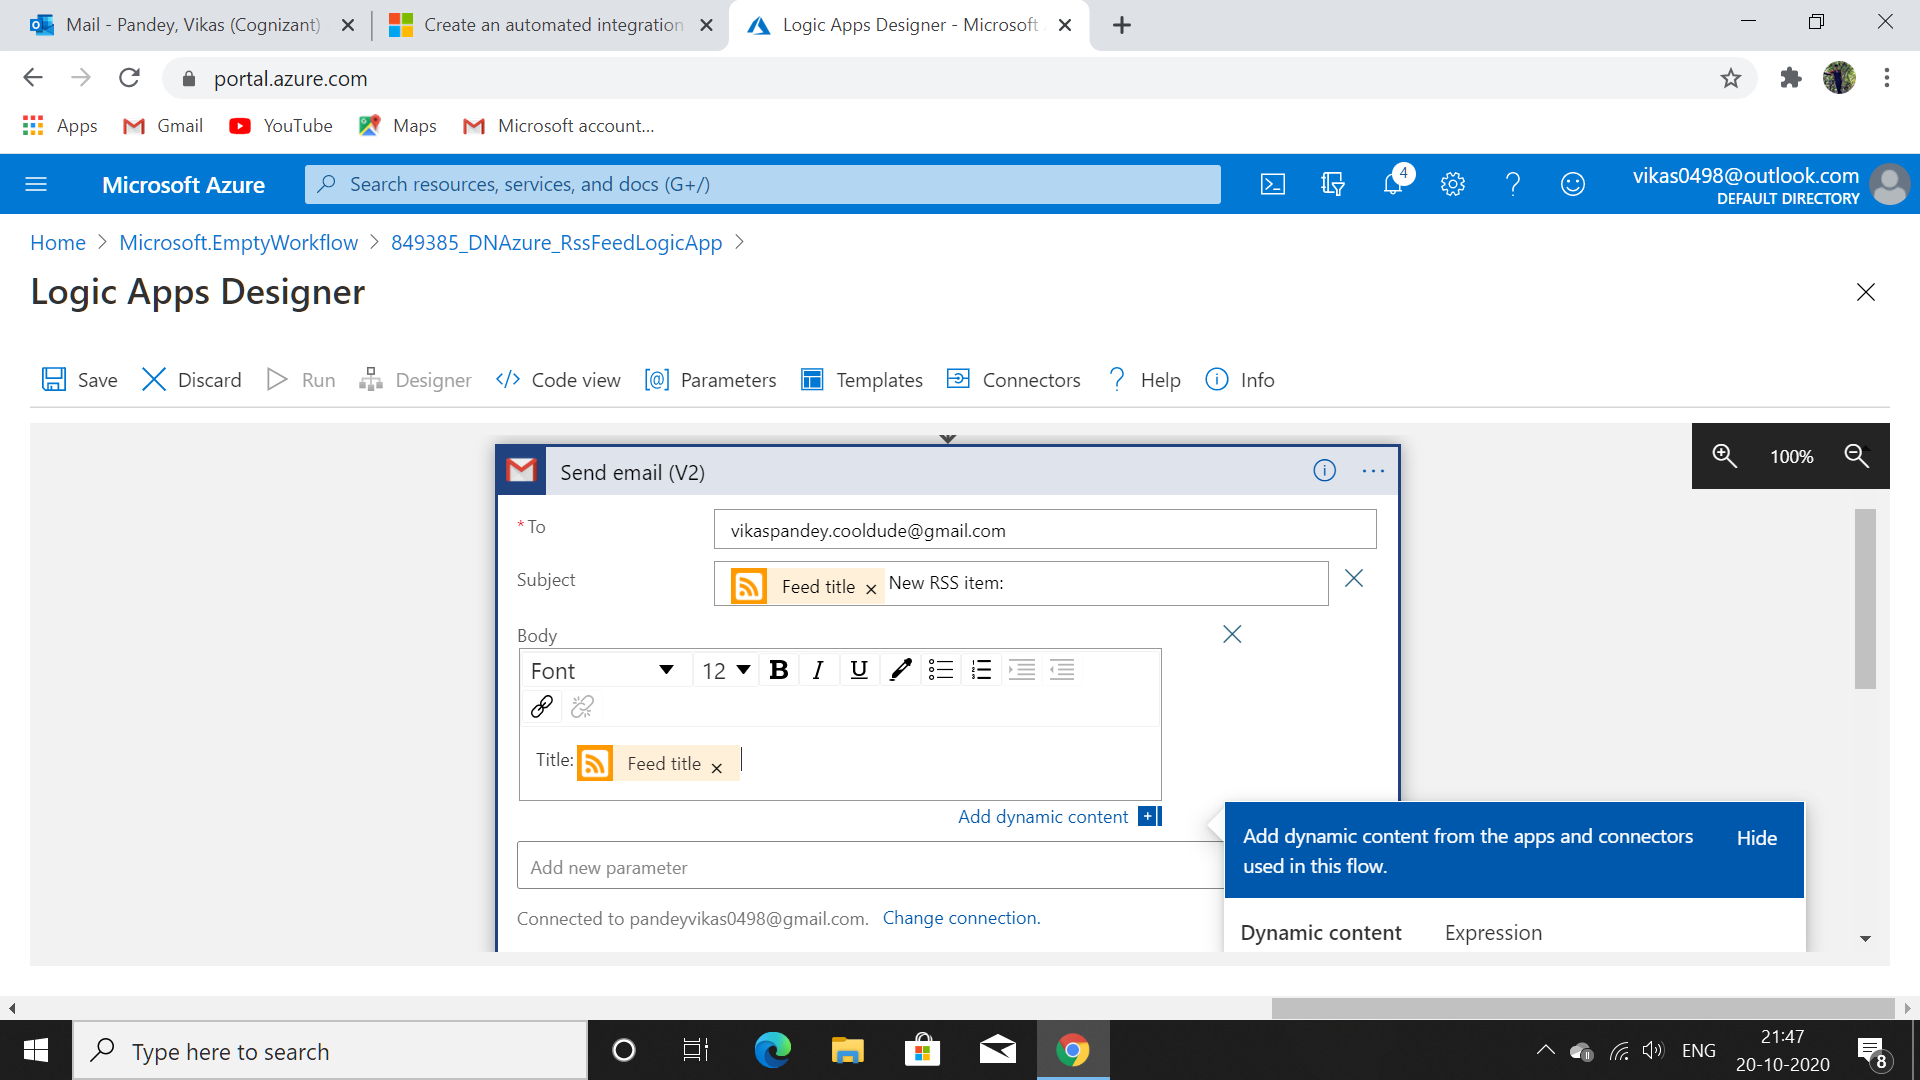 Mail - Pandey, Vikas (Cognizant)
Create an automated integration
Logic Apps Designer - Microsoft
portal.azure.com
Apps
Gmail
YouTube
Maps
Microsoft account...
Microsoft Azure
Search resources, services, and docs (G+/)
4
vikas0498@outlook.com
DEFAULT DIRECTORY
Home > Microsoft.EmptyWorkflow > 849385_DNAzure_RssFeedLogicApp >
Logic Apps Designer
Save
Discard
Run
Designer
Code view
Parameters
Templates
Connectors
Help
Info
Send email (V2)
100%
* To
vikaspandey.cooldude@gmail.com
Subject
Feed title × New RSS item:
Body
Font
12
B
I
U
Title: Feed title ×
Add dynamic content
Add dynamic content from the apps and connectors
used in this flow.
Hide
Add new parameter
Connected to pandeyvikas0498@gmail.com. Change connection.
Dynamic content
Expression
Type here to search
ENG
21:47
20-10-2020
8